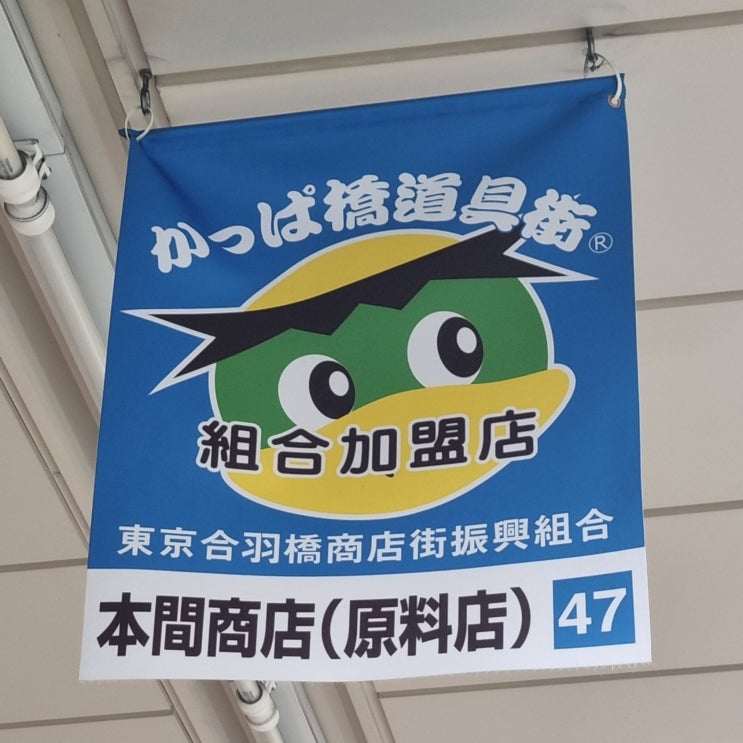 かっぱ橋道具街®
組合加盟店
東京合羽橋商店街振興組合
本間商店(原料店) 47